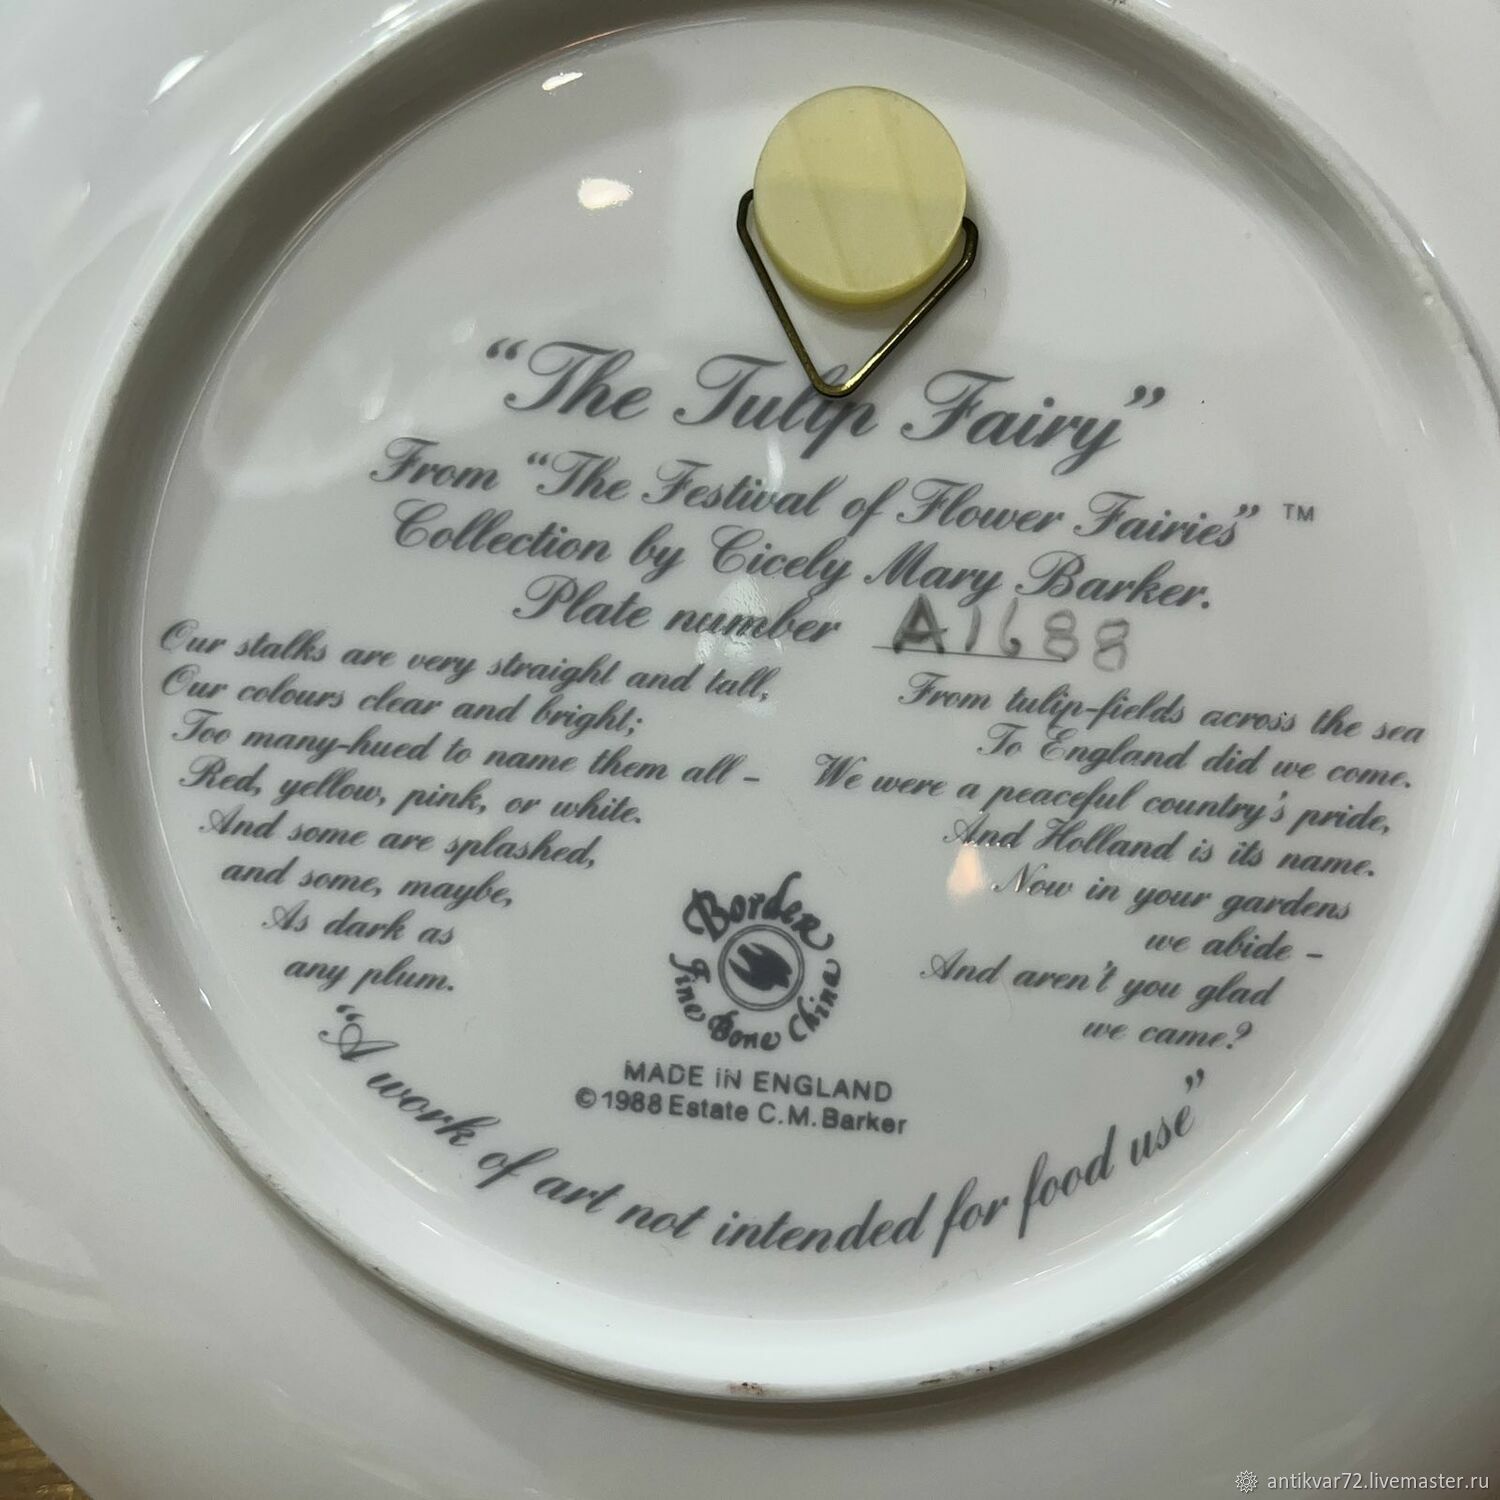 “The Tulip Fairy”
From “The Festival of Flower Fairies” ™
Collection by Cicely Mary Barker.
Plate number A1688
Our stalks are very straight and tall,
Our colours clear and bright;
Too many-hued to name them all –
Red, yellow, pink, or white.
And some are splashed,
and some, maybe,
As dark as
any plum.
From tulip-fields across the sea
To England did we come.
We were a peaceful country's pride,
And Holland is its name.
Now in your gardens
we abide –
And aren't you glad
we came?
Border
Fine Bone China
MADE IN ENGLAND
©1988 Estate C.M. Barker
“A work of art not intended for food use”
antikvar72.livemaster.ru